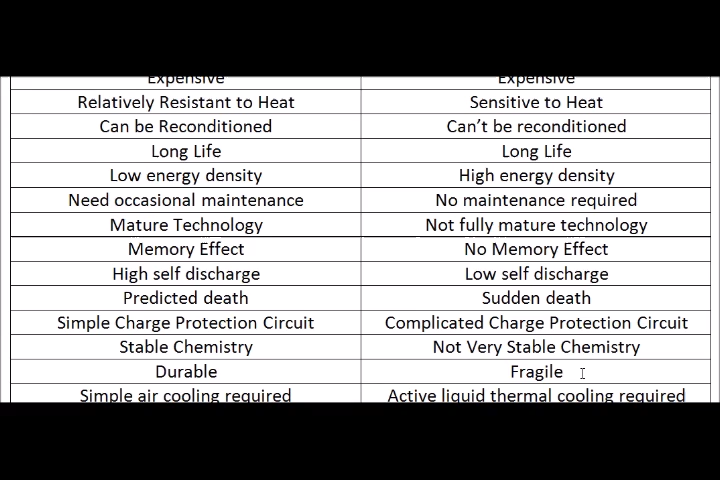 Expensive Expensive
Relatively Resistant to Heat Sensitive to Heat
Can be Reconditioned Can’t be reconditioned
Long Life Long Life
Low energy density High energy density
Need occasional maintenance No maintenance required
Mature Technology Not fully mature technology
Memory Effect No Memory Effect
High self discharge Low self discharge
Predicted death Sudden death
Simple Charge Protection Circuit Complicated Charge Protection Circuit
Stable Chemistry Not Very Stable Chemistry
Durable Fragile
Simple air cooling required Active liquid thermal cooling required